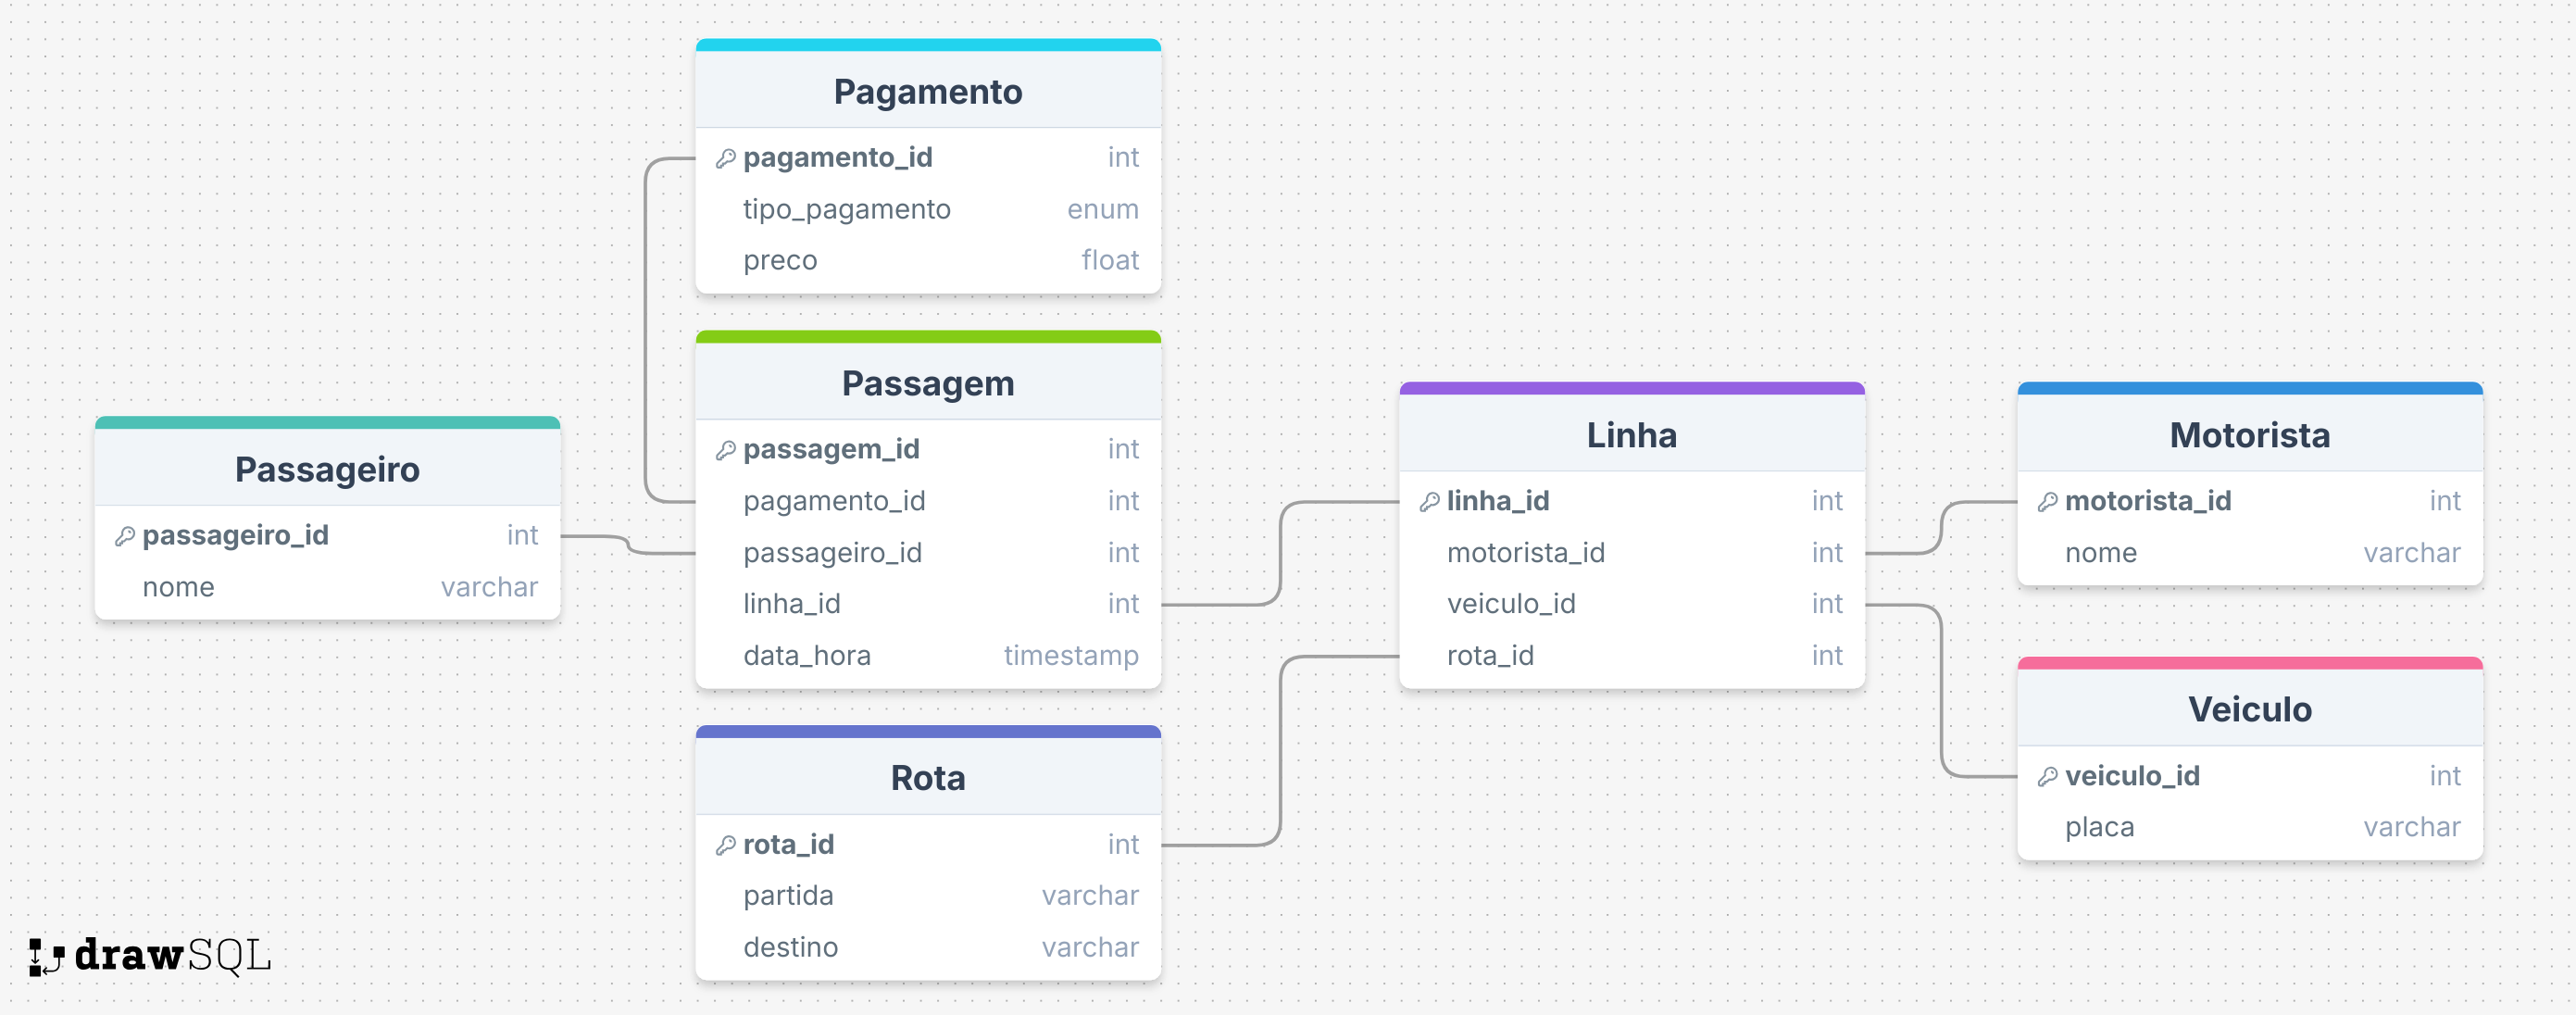 Pagamento
pagamento_id int
tipo_pagamento enum
preco float
Passagem
passagem_id int
pagamento_id int
passageiro_id int
linha_id int
data_hora timestamp
Passageiro
passageiro_id int
nome varchar
Rota
rota_id int
partida varchar
destino varchar
Linha
linha_id int
motorista_id int
veiculo_id int
rota_id int
Motorista
motorista_id int
nome varchar
Veiculo
veiculo_id int
placa varchar
drawSQL